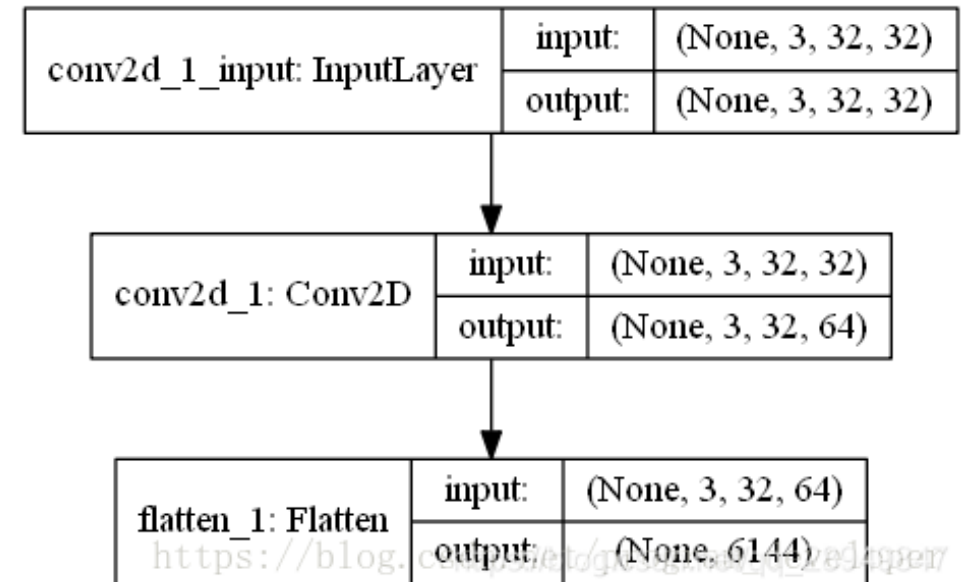 conv2d_1_input: InputLayer
input: (None, 3, 32, 32)
output: (None, 3, 32, 32)
conv2d_1: Conv2D
input: (None, 3, 32, 32)
output: (None, 3, 32, 64)
flatten_1: Flatten
input: (None, 3, 32, 64)
output: (None, 6144)
https://blog.